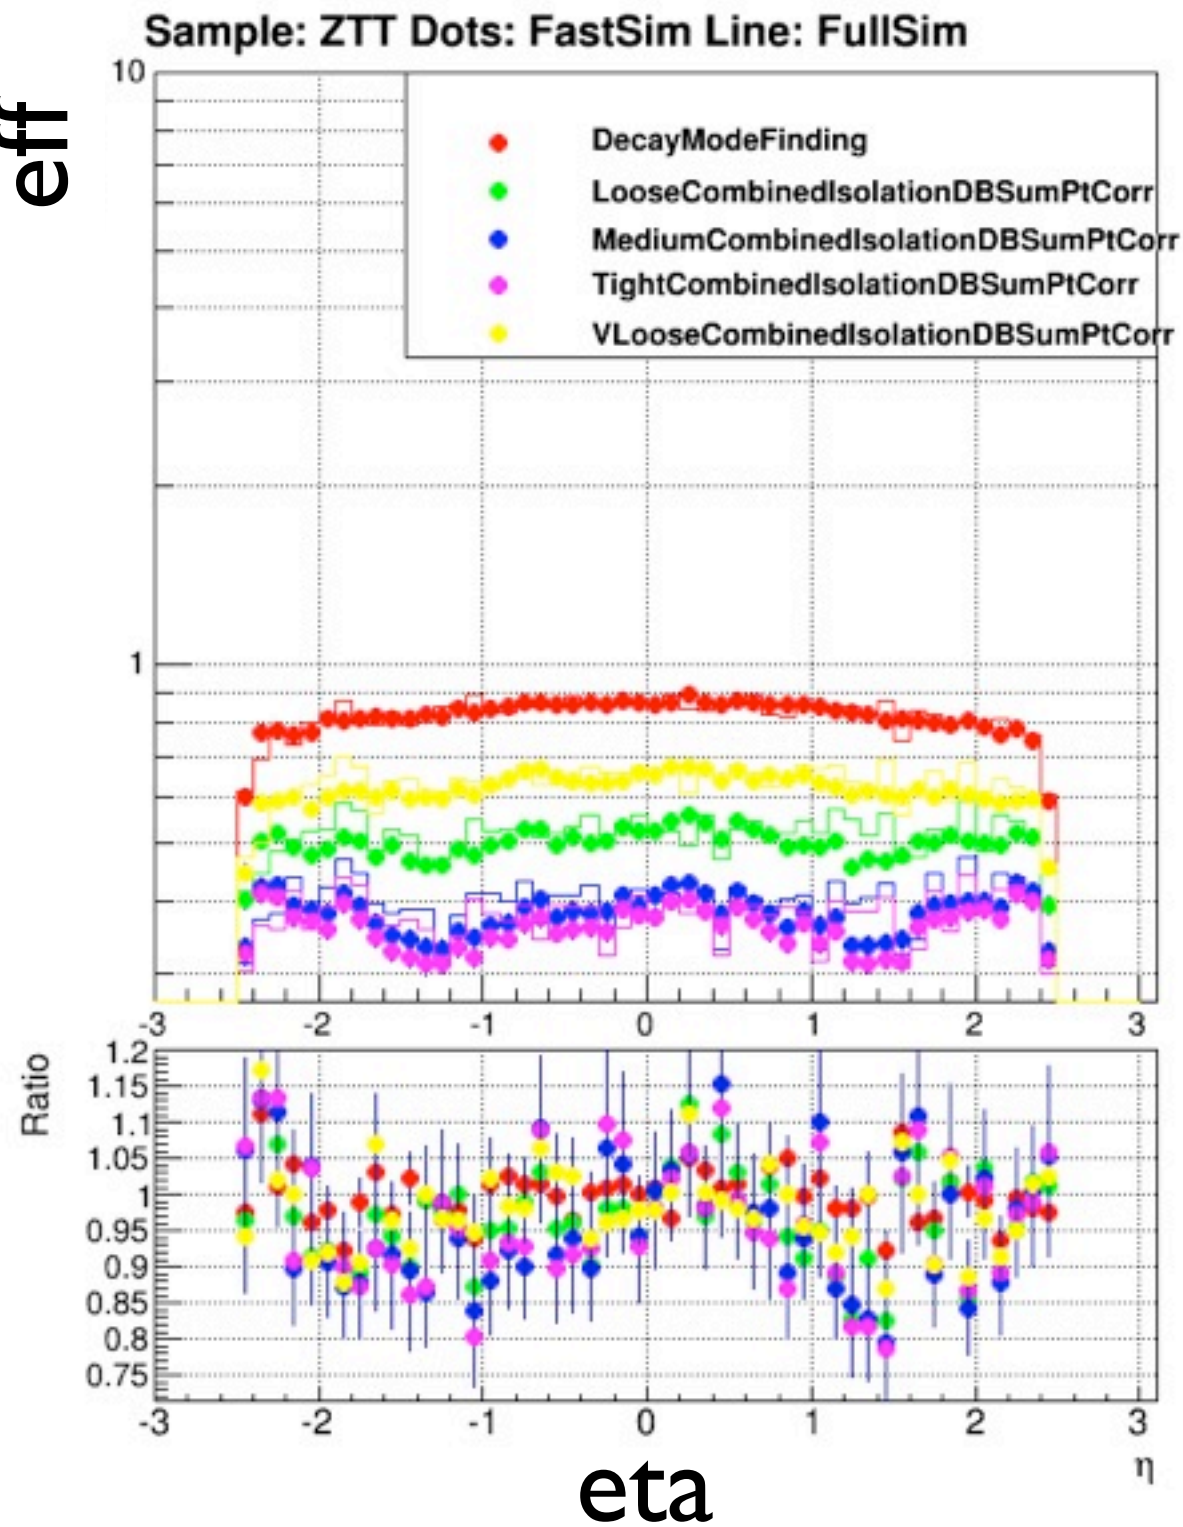 Sample: ZTT Dots: FastSim Line: FullSim
eff
10
DecayModeFinding
LooseCombinedIsolationDBSumPtCorr
MediumCombinedIsolationDBSumPtCorr
TightCombinedIsolationDBSumPtCorr
VLooseCombinedIsolationDBSumPtCorr
1
-3 -2 -1 0 1 2 3
Ratio
1.2
1.15
1.1
1.05
1
0.95
0.9
0.85
0.8
0.75
-3 -2 -1 0 1 2 3
η
eta